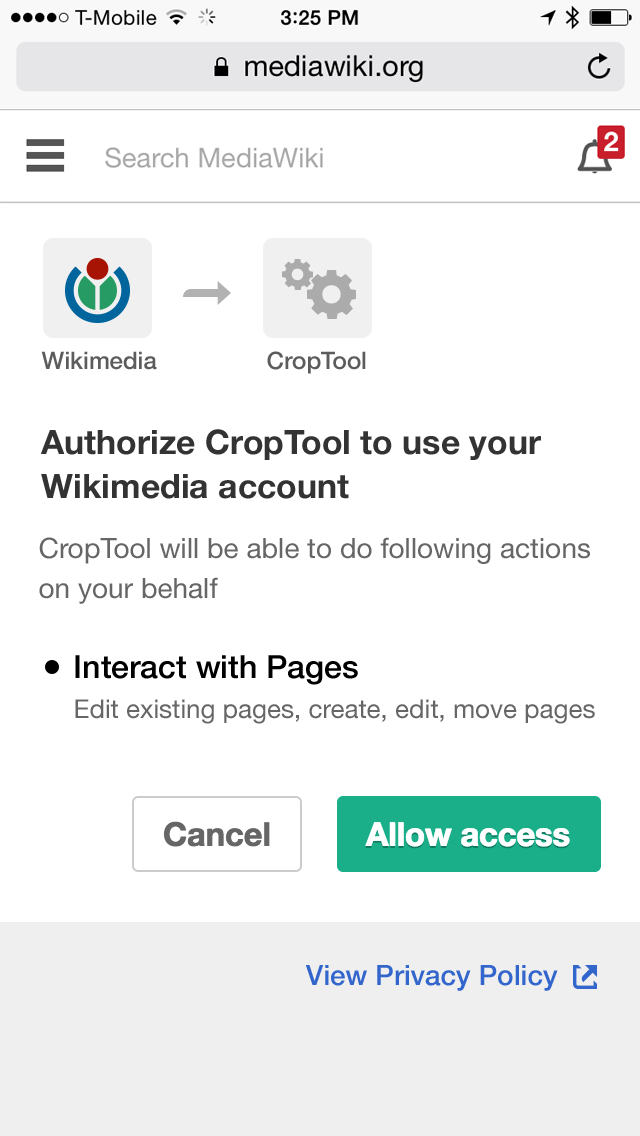 T-Mobile 3:25 PM
mediawiki.org
Search MediaWiki 2
Wikimedia CropTool
Authorize CropTool to use your
Wikimedia account
CropTool will be able to do following actions
on your behalf
• Interact with Pages
Edit existing pages, create, edit, move pages
Cancel Allow access
View Privacy Policy